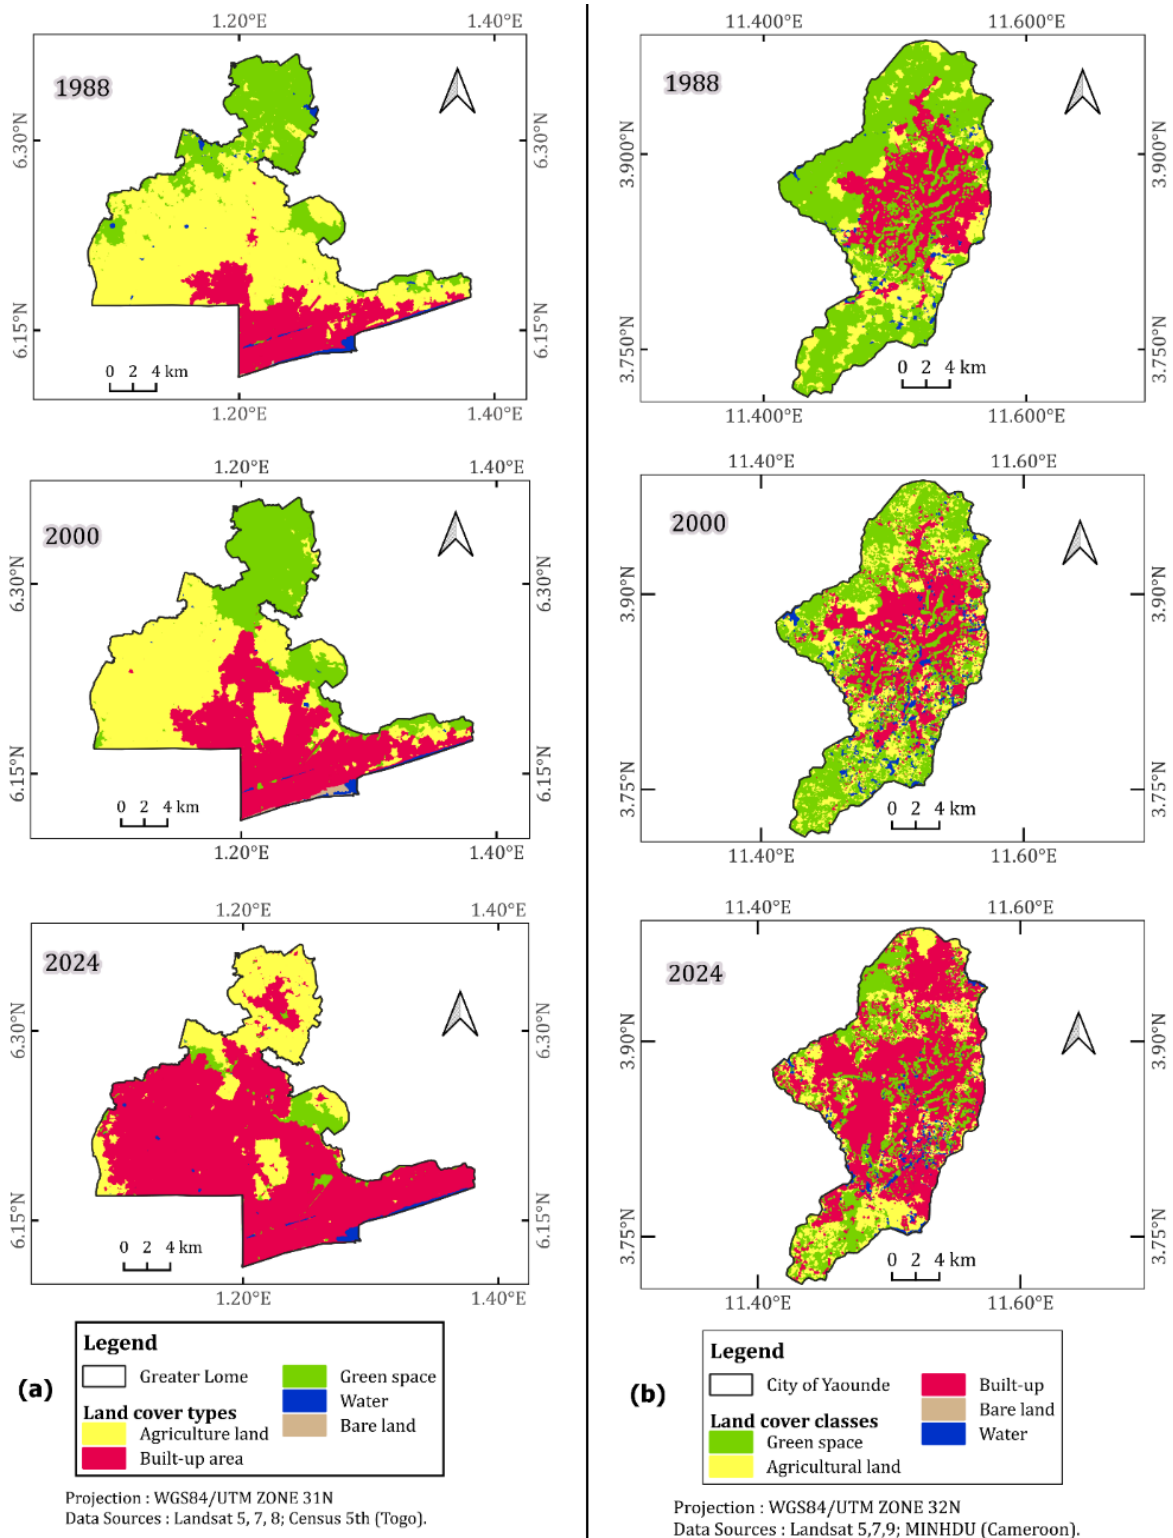 1.20°E 1.40°E
1988
6.30°N 6.30°N
6.15°N 6.15°N
0 2 4 km
1.20°E 1.40°E
1.20°E 1.40°E
2000
6.30°N 6.30°N
6.15°N 6.15°N
0 2 4 km
1.20°E 1.40°E
1.20°E 1.40°E
2024
6.30°N 6.30°N
6.15°N 6.15°N
0 2 4 km
1.20°E 1.40°E
Legend
Greater Lome
Land cover types
Agriculture land
Built-up area
Green space
Water
Bare land
(a)
Projection : WGS84/UTM ZONE 31N
Data Sources : Landsat 5, 7, 8; Census 5th (Togo).
11.400°E 11.600°E
1988
3.900°N 3.900°N
3.750°N 3.750°N
0 2 4 km
11.400°E 11.600°E
11.40°E 11.60°E
2000
3.90°N 3.90°N
3.75°N 3.75°N
0 2 4 km
11.40°E 11.60°E
11.40°E 11.60°E
2024
3.90°N 3.90°N
3.75°N 3.75°N
0 2 4 km
11.40°E 11.60°E
Legend
City of Yaounde
Land cover classes
Green space
Agricultural land
Built-up
Bare land
Water
(b)
Projection : WGS84/UTM ZONE 32N
Data Sources : Landsat 5,7,9; MINHDU (Cameroon).